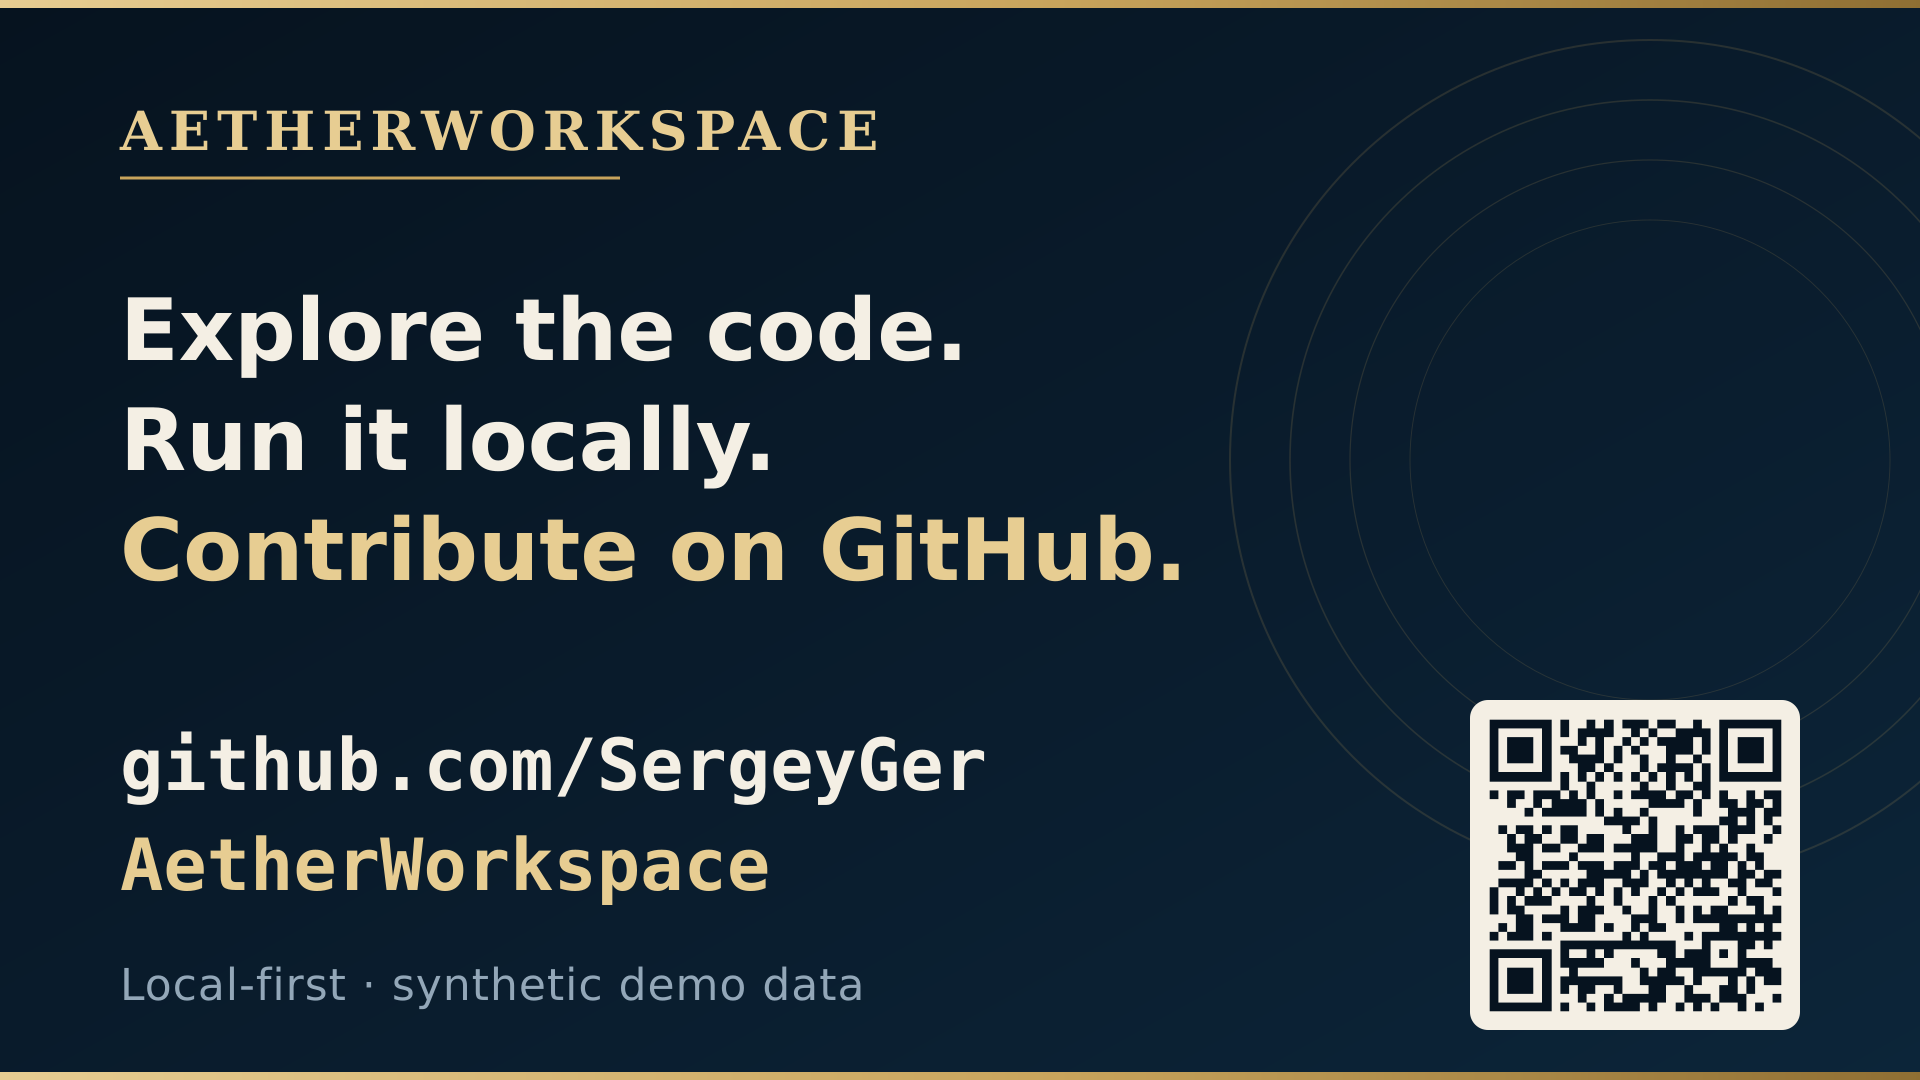 AETHERWORKSPACE
Explore the code.
Run it locally.
Contribute on GitHub.
github.com/SergeyGer
AetherWorkspace
Local-first · synthetic demo data